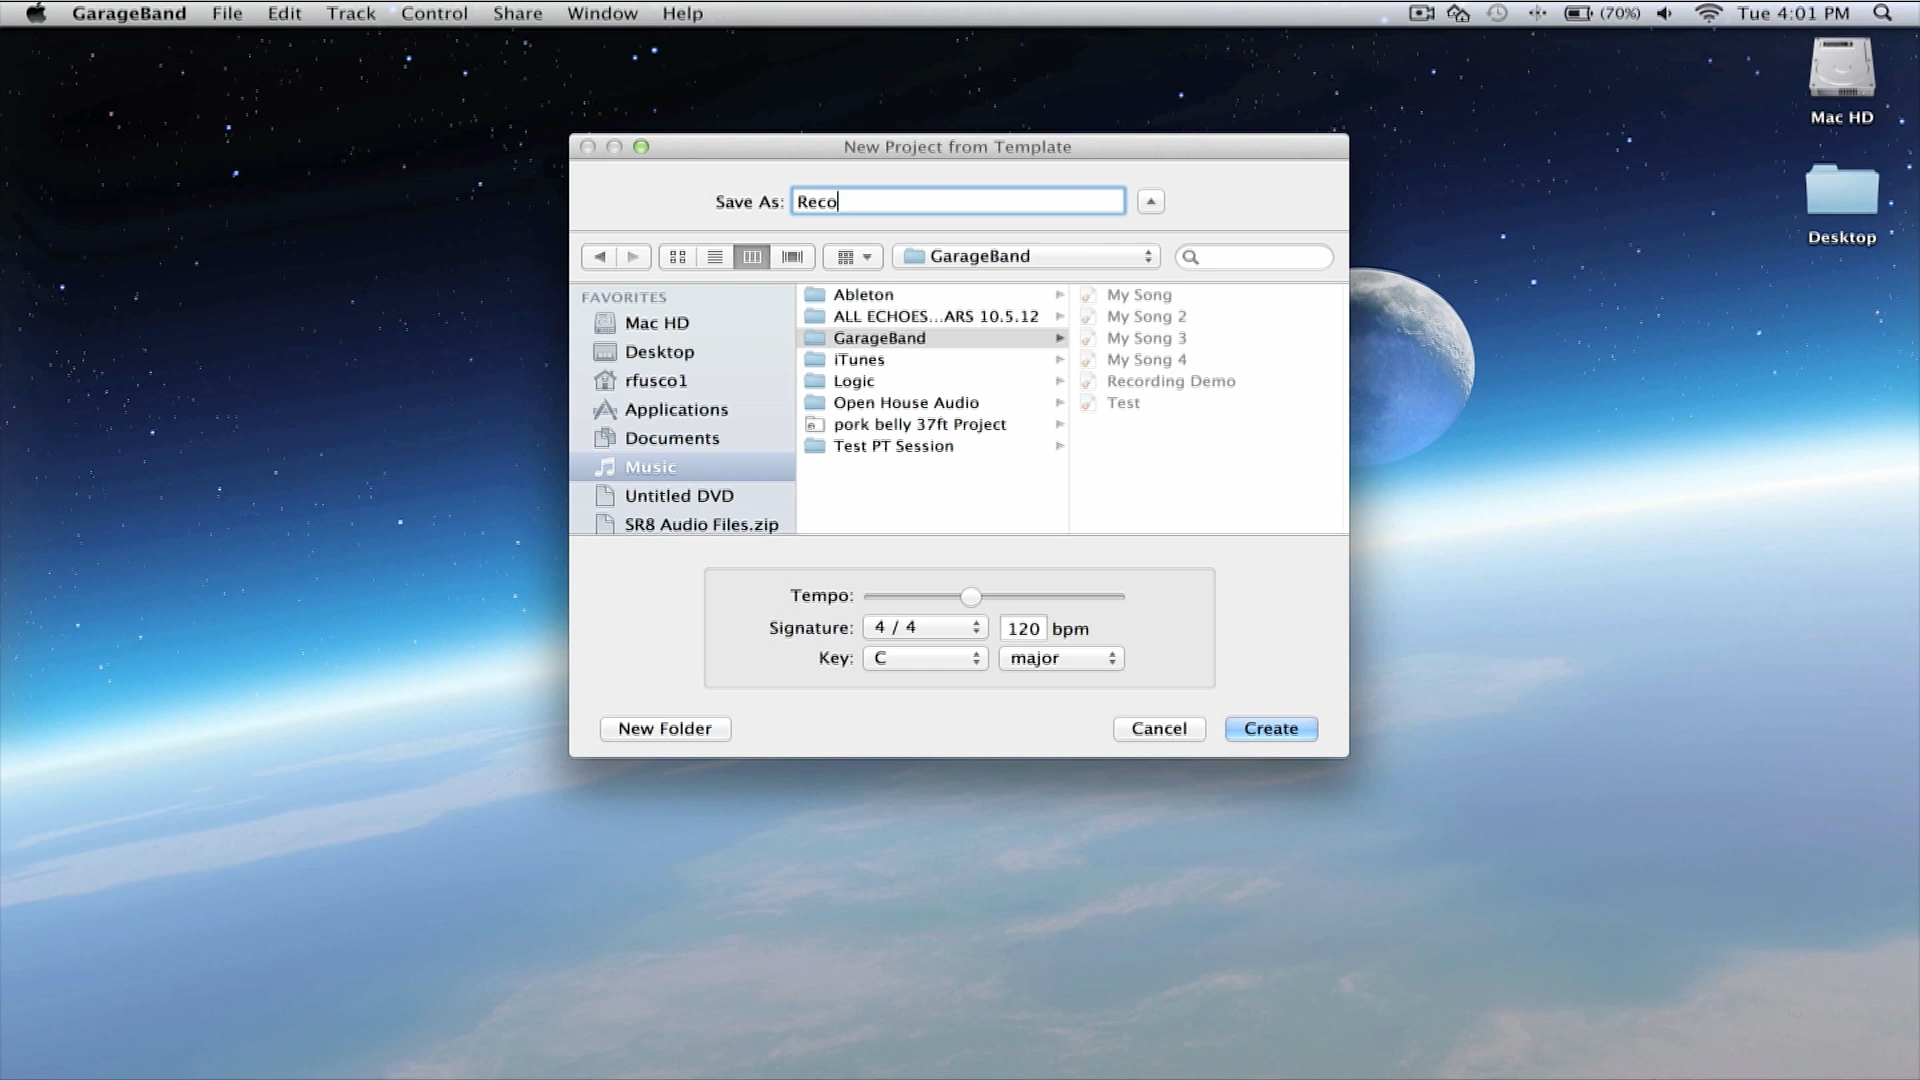 GarageBand File Edit Track Control Share Window Help (70%) Tue 4:01 PM
Mac HD
Desktop
New Project from Template
Save As: Reco
GarageBand
FAVORITES
Mac HD
Desktop
rfusco1
Applications
Documents
Music
Untitled DVD
SR8 Audio Files.zip
Ableton
ALL ECHOES...ARS 10.5.12
GarageBand
iTunes
Logic
Open House Audio
pork belly 37ft Project
Test PT Session
My Song
My Song 2
My Song 3
My Song 4
Recording Demo
Test
Tempo:
Signature: 4 / 4 120 bpm
Key: C major
New Folder Cancel Create